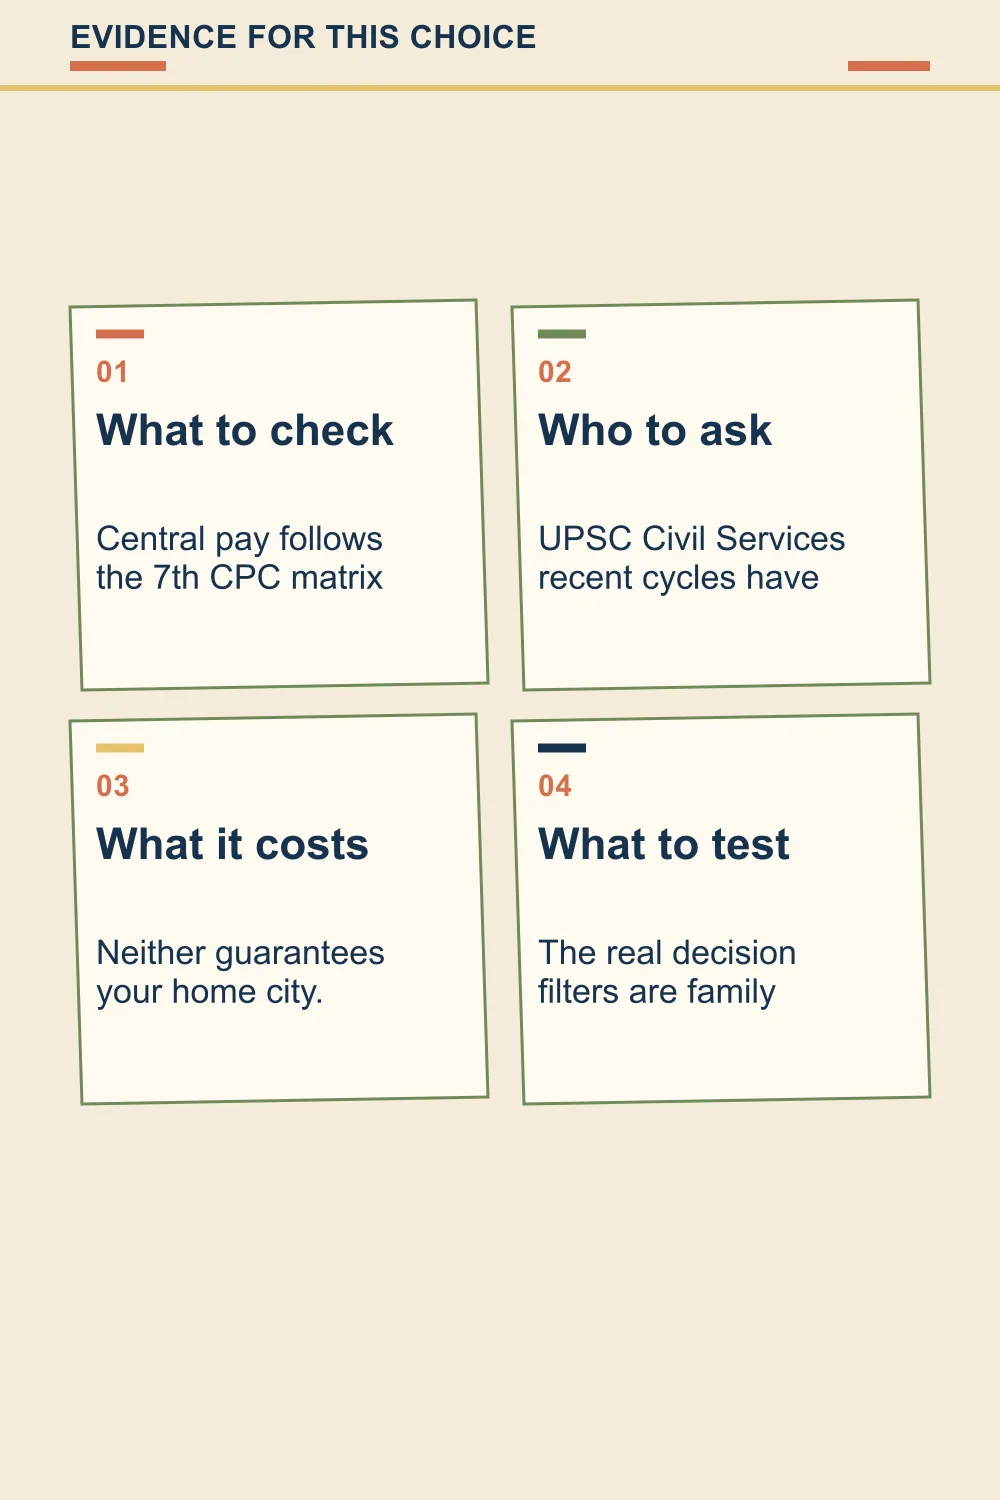 EVIDENCE FOR THIS CHOICE
01
What to check
Central pay follows
the 7th CPC matrix
02
Who to ask
UPSC Civil Services
recent cycles have
03
What it costs
Neither guarantees
your home city.
04
What to test
The real decision
filters are family